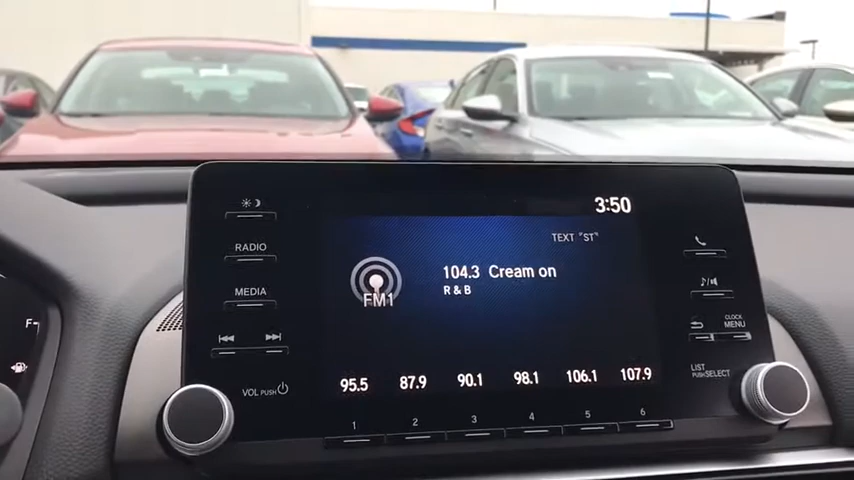 3:50
RADIO
TEXT "ST"
104.3 Cream on
R & B
FM1
MEDIA
CLOCK
MENU
LIST
PUSH SELECT
VOL PUSH
95.5 87.9 90.1 98.1 106.1 107.9
1 2 3 4 5 6
F